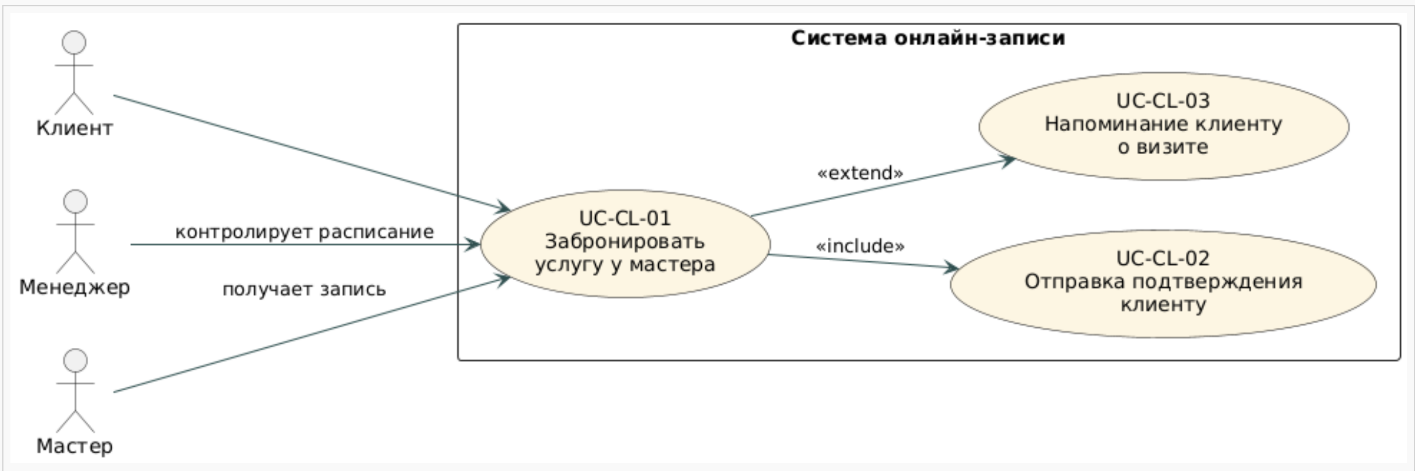 Система онлайн-записи
Клиент
Менеджер
Мастер
контролирует расписание
получает запись
UC-CL-01
Забронировать
услугу у мастера
«extend»
«include»
UC-CL-03
Напоминание клиенту
о визите
UC-CL-02
Отправка подтверждения
клиенту